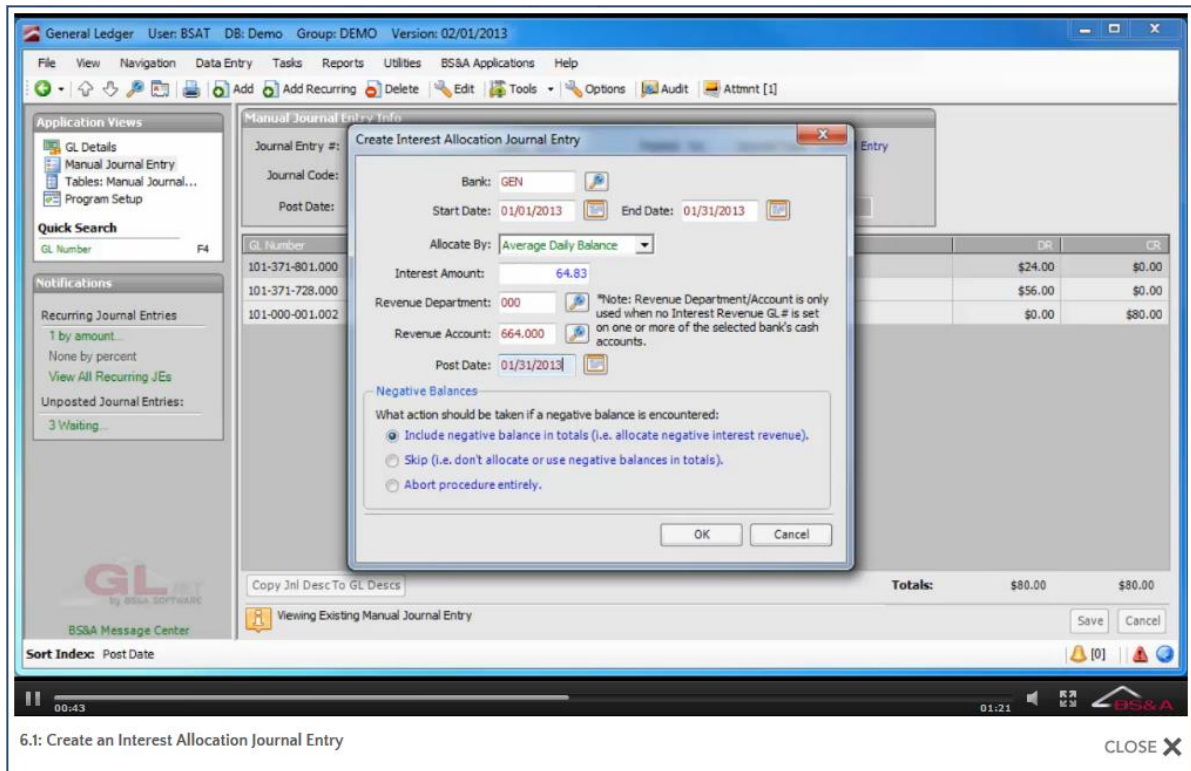 General Ledger User: BSAT DB: Demo Group: DEMO Version: 02/01/2013
File View Navigation Data Entry Tasks Reports Utilities BS&A Applications Help
Add Add Recurring Delete Edit Tools Options Audit Attmnt [1]
Application Views
GL Details
Manual Journal Entry
Tables: Manual Journal...
Program Setup
Quick Search
GL Number F4
Notifications
Recurring Journal Entries
1 by amount...
None by percent
View All Recurring JEs
Unposted Journal Entries:
3 Waiting...
GL.NET
by BS&A SOFTWARE
BS&A Message Center
Manual Journal Entry Info
Journal Entry #: Entry
Journal Code:
Post Date:
GL Number DR CR
101-371-801.000 $24.00 $0.00
101-371-728.000 $56.00 $0.00
101-000-001.002 $0.00 $80.00
Create Interest Allocation Journal Entry
Bank: GEN
Start Date: 01/01/2013 End Date: 01/31/2013
Allocate By: Average Daily Balance
Interest Amount: 64.83
Revenue Department: 000
Revenue Account: 664.000
*Note: Revenue Department/Account is only
used when no Interest Revenue GL# is set
on one or more of the selected bank's cash
accounts.
Post Date: 01/31/2013
Negative Balances
What action should be taken if a negative balance is encountered:
Include negative balance in totals (i.e. allocate negative interest revenue).
Skip (i.e. don't allocate or use negative balances in totals).
Abort procedure entirely.
OK Cancel
Copy Jnl Desc To GL Descs Totals: $80.00 $80.00
Viewing Existing Manual Journal Entry Save Cancel
Sort Index: Post Date [0]
00:43 01:21 BS&A
6.1: Create an Interest Allocation Journal Entry CLOSE